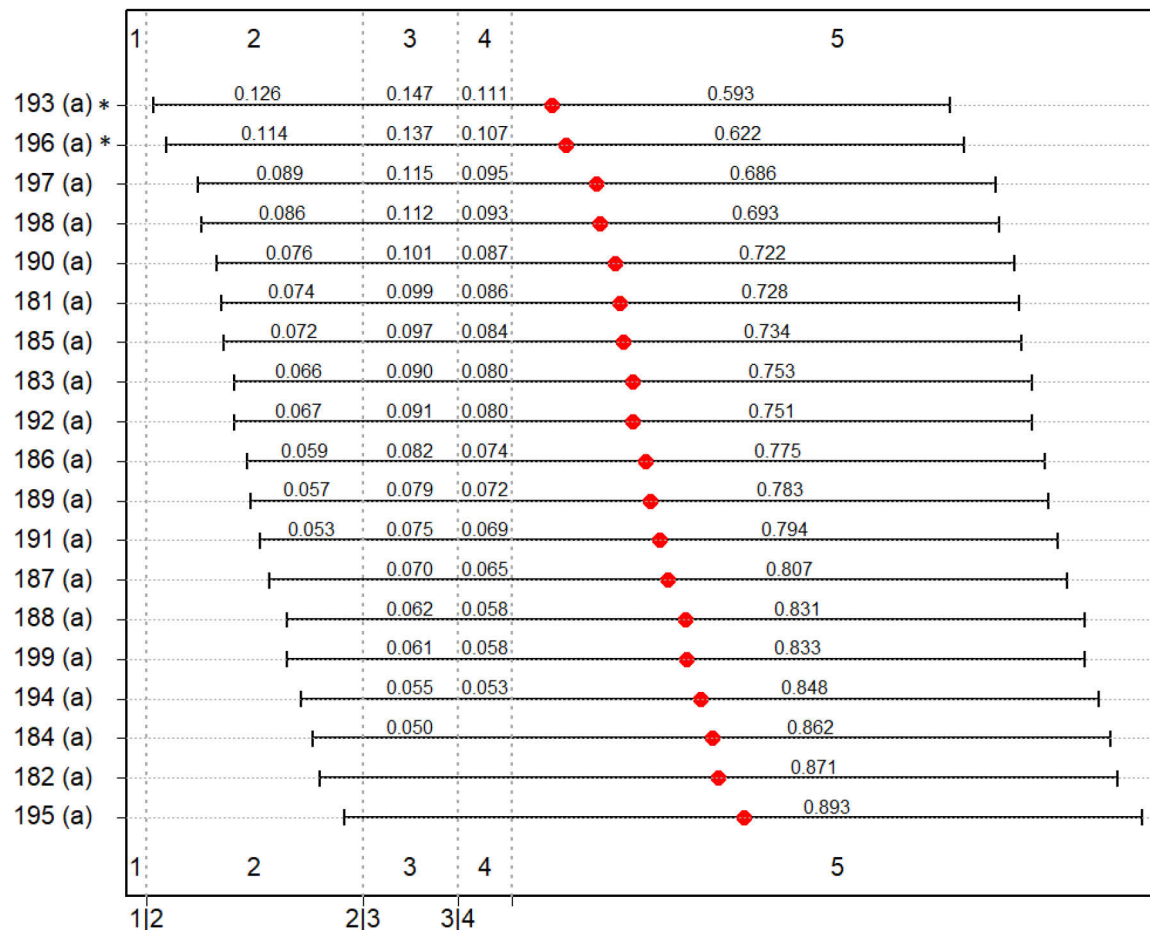 1 2 3 4 5
193 (a) * 0.126 0.147 0.111 0.593
196 (a) * 0.114 0.137 0.107 0.622
197 (a) 0.089 0.115 0.095 0.686
198 (a) 0.086 0.112 0.093 0.693
190 (a) 0.076 0.101 0.087 0.722
181 (a) 0.074 0.099 0.086 0.728
185 (a) 0.072 0.097 0.084 0.734
183 (a) 0.066 0.090 0.080 0.753
192 (a) 0.067 0.091 0.080 0.751
186 (a) 0.059 0.082 0.074 0.775
189 (a) 0.057 0.079 0.072 0.783
191 (a) 0.053 0.075 0.069 0.794
187 (a) 0.070 0.065 0.807
188 (a) 0.062 0.058 0.831
199 (a) 0.061 0.058 0.833
194 (a) 0.055 0.053 0.848
184 (a) 0.050 0.862
182 (a) 0.871
195 (a) 0.893
1 2 3 4 5
1|2 2|3 3|4